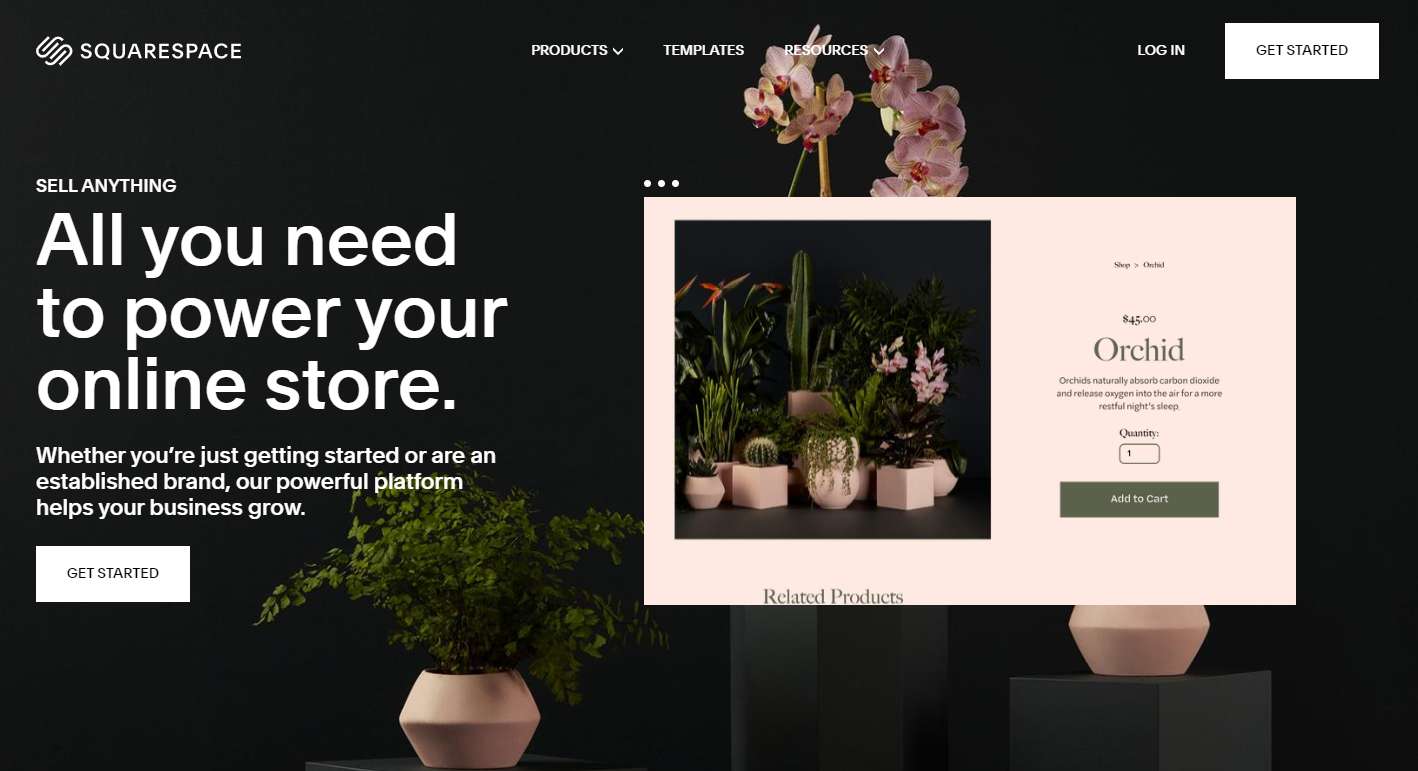 SQUARESPACE
PRODUCTS
TEMPLATES
RESOURCES
LOG IN
GET STARTED
SELL ANYTHING
All you need
to power your
online store.
Whether you’re just getting started or are an
established brand, our powerful platform
helps your business grow.
GET STARTED
Shop > Orchid
$45.00
Orchid
Orchids naturally absorb carbon dioxide
and release oxygen into the air for a more
restful night's sleep.
Quantity:
1
Add to Cart
Related Products